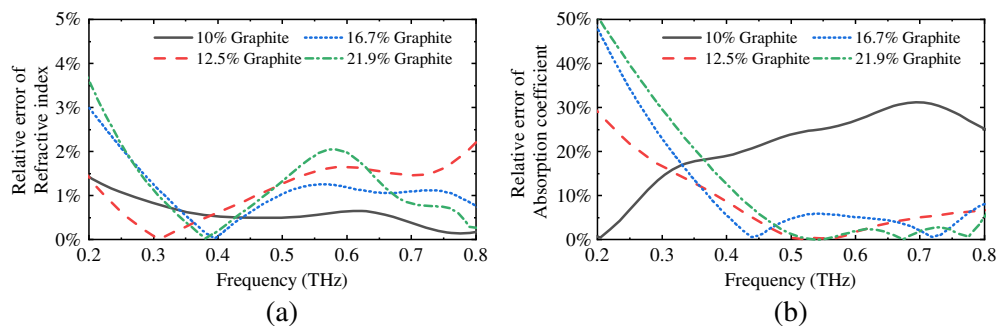 5%
4%
3%
2%
1%
0%
Relative error of
Refractive index
10% Graphite
16.7% Graphite
12.5% Graphite
21.9% Graphite
0.2
0.3
0.4
0.5
0.6
0.7
0.8
Frequency (THz)
(a)
50%
40%
30%
20%
10%
0%
Relative error of
Absorption coefficient
10% Graphite
16.7% Graphite
12.5% Graphite
21.9% Graphite
0.2
0.3
0.4
0.5
0.6
0.7
0.8
Frequency (THz)
(b)